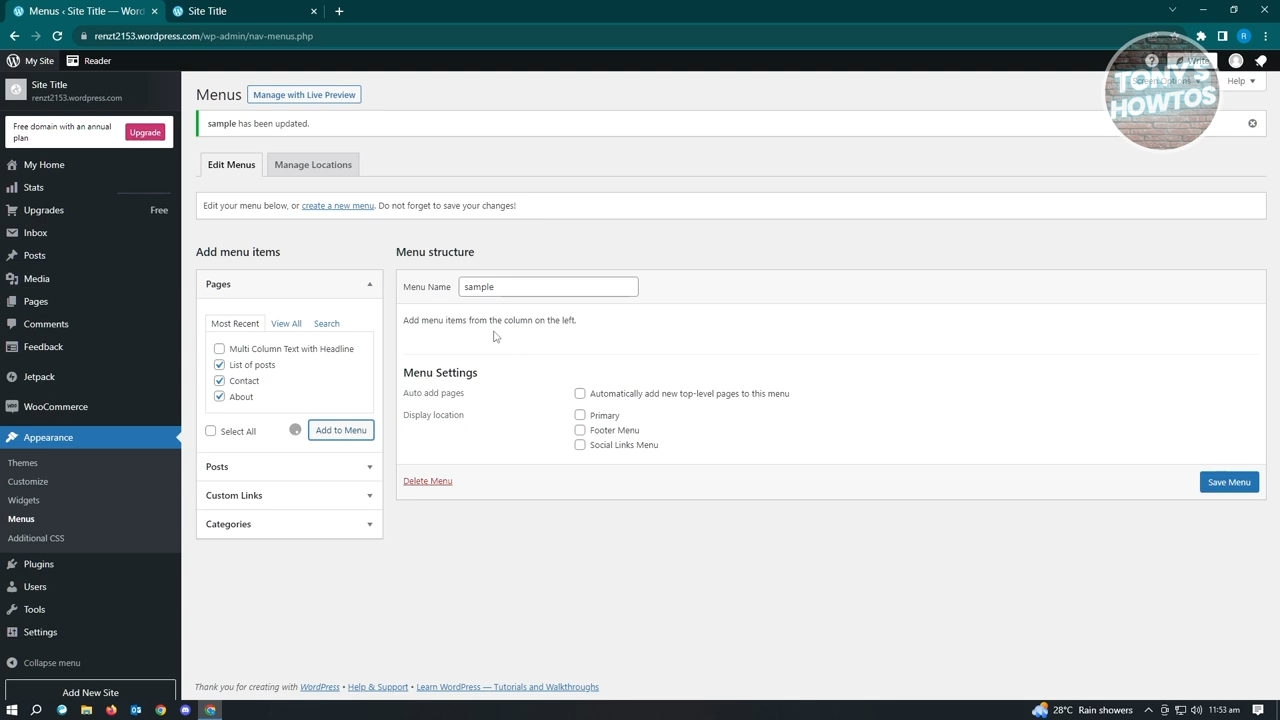 Menus ‹ Site Title — WordPress
Site Title
renzt2153.wordpress.com/wp-admin/nav-menus.php
R
My Site
Reader
Write
Site Title
renzt2153.wordpress.com
Free domain with an annual
plan
Upgrade
My Home
Stats
Upgrades
Free
Inbox
Posts
Media
Pages
Comments
Feedback
Jetpack
WooCommerce
Appearance
Themes
Customize
Widgets
Menus
Additional CSS
Plugins
Users
Tools
Settings
Collapse menu
Add New Site
Menus
Manage with Live Preview
Screen Options
Help
TONY'S
HOWTOS
sample has been updated.
Edit Menus
Manage Locations
Edit your menu below, or create a new menu. Do not forget to save your changes!
Add menu items
Pages
Most Recent
View All
Search
Multi Column Text with Headline
List of posts
Contact
About
Select All
Add to Menu
Posts
Custom Links
Categories
Menu structure
Menu Name
sample
Add menu items from the column on the left.
Menu Settings
Auto add pages
Automatically add new top-level pages to this menu
Display location
Primary
Footer Menu
Social Links Menu
Delete Menu
Save Menu
Thank you for creating with WordPress • Help & Support • Learn WordPress — Tutorials and Walkthroughs
28°C Rain showers
11:53 am